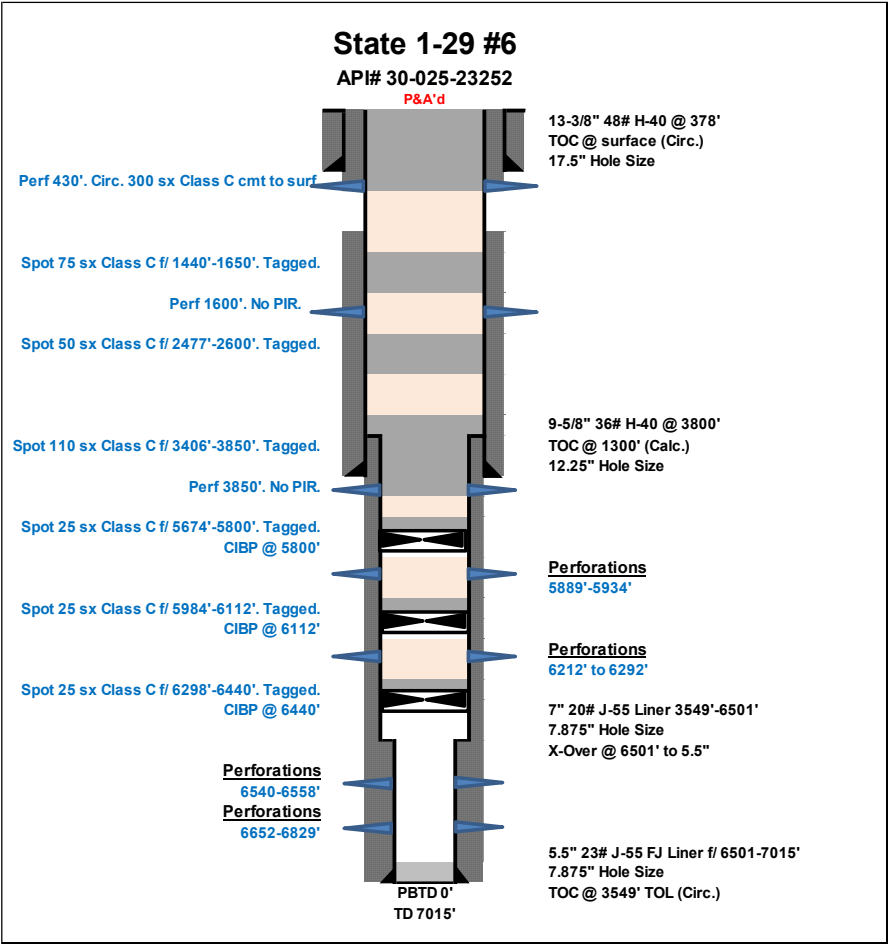 State 1-29 #6
API# 30-025-23252
P&A'd
13-3/8" 48# H-40 @ 378'
TOC @ surface (Circ.)
17.5" Hole Size
Perf 430'. Circ. 300 sx Class C cmt to surf
Spot 75 sx Class C f/ 1440'-1650'. Tagged.
Perf 1600'. No PIR.
Spot 50 sx Class C f/ 2477'-2600'. Tagged.
9-5/8" 36# H-40 @ 3800'
TOC @ 1300' (Calc.)
12.25" Hole Size
Spot 110 sx Class C f/ 3406'-3850'. Tagged.
Perf 3850'. No PIR.
Spot 25 sx Class C f/ 5674'-5800'. Tagged.
CIBP @ 5800'
Perforations
5889'-5934'
Spot 25 sx Class C f/ 5984'-6112'. Tagged.
CIBP @ 6112'
Perforations
6212' to 6292'
Spot 25 sx Class C f/ 6298'-6440'. Tagged.
CIBP @ 6440'
7" 20# J-55 Liner 3549'-6501'
7.875" Hole Size
X-Over @ 6501' to 5.5"
Perforations
6540-6558'
Perforations
6652-6829'
5.5" 23# J-55 FJ Liner f/ 6501-7015'
7.875" Hole Size
TOC @ 3549' TOL (Circ.)
PBTD 0'
TD 7015'